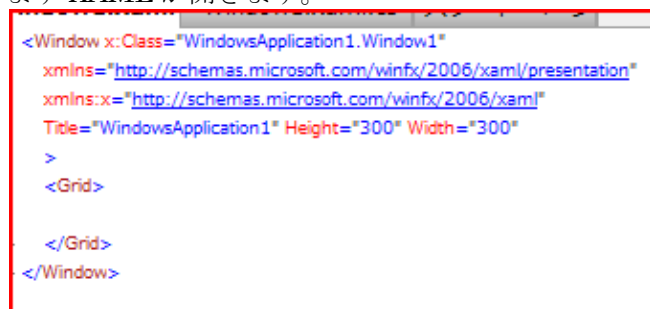 <Window x:Class="WindowsApplication1.Window1"
xmlns="http://schemas.microsoft.com/winfx/2006/xaml/presentation"
xmlns:x="http://schemas.microsoft.com/winfx/2006/xaml"
Title="WindowsApplication1" Height="300" Width="300"
>
<Grid>
</Grid>
</Window>